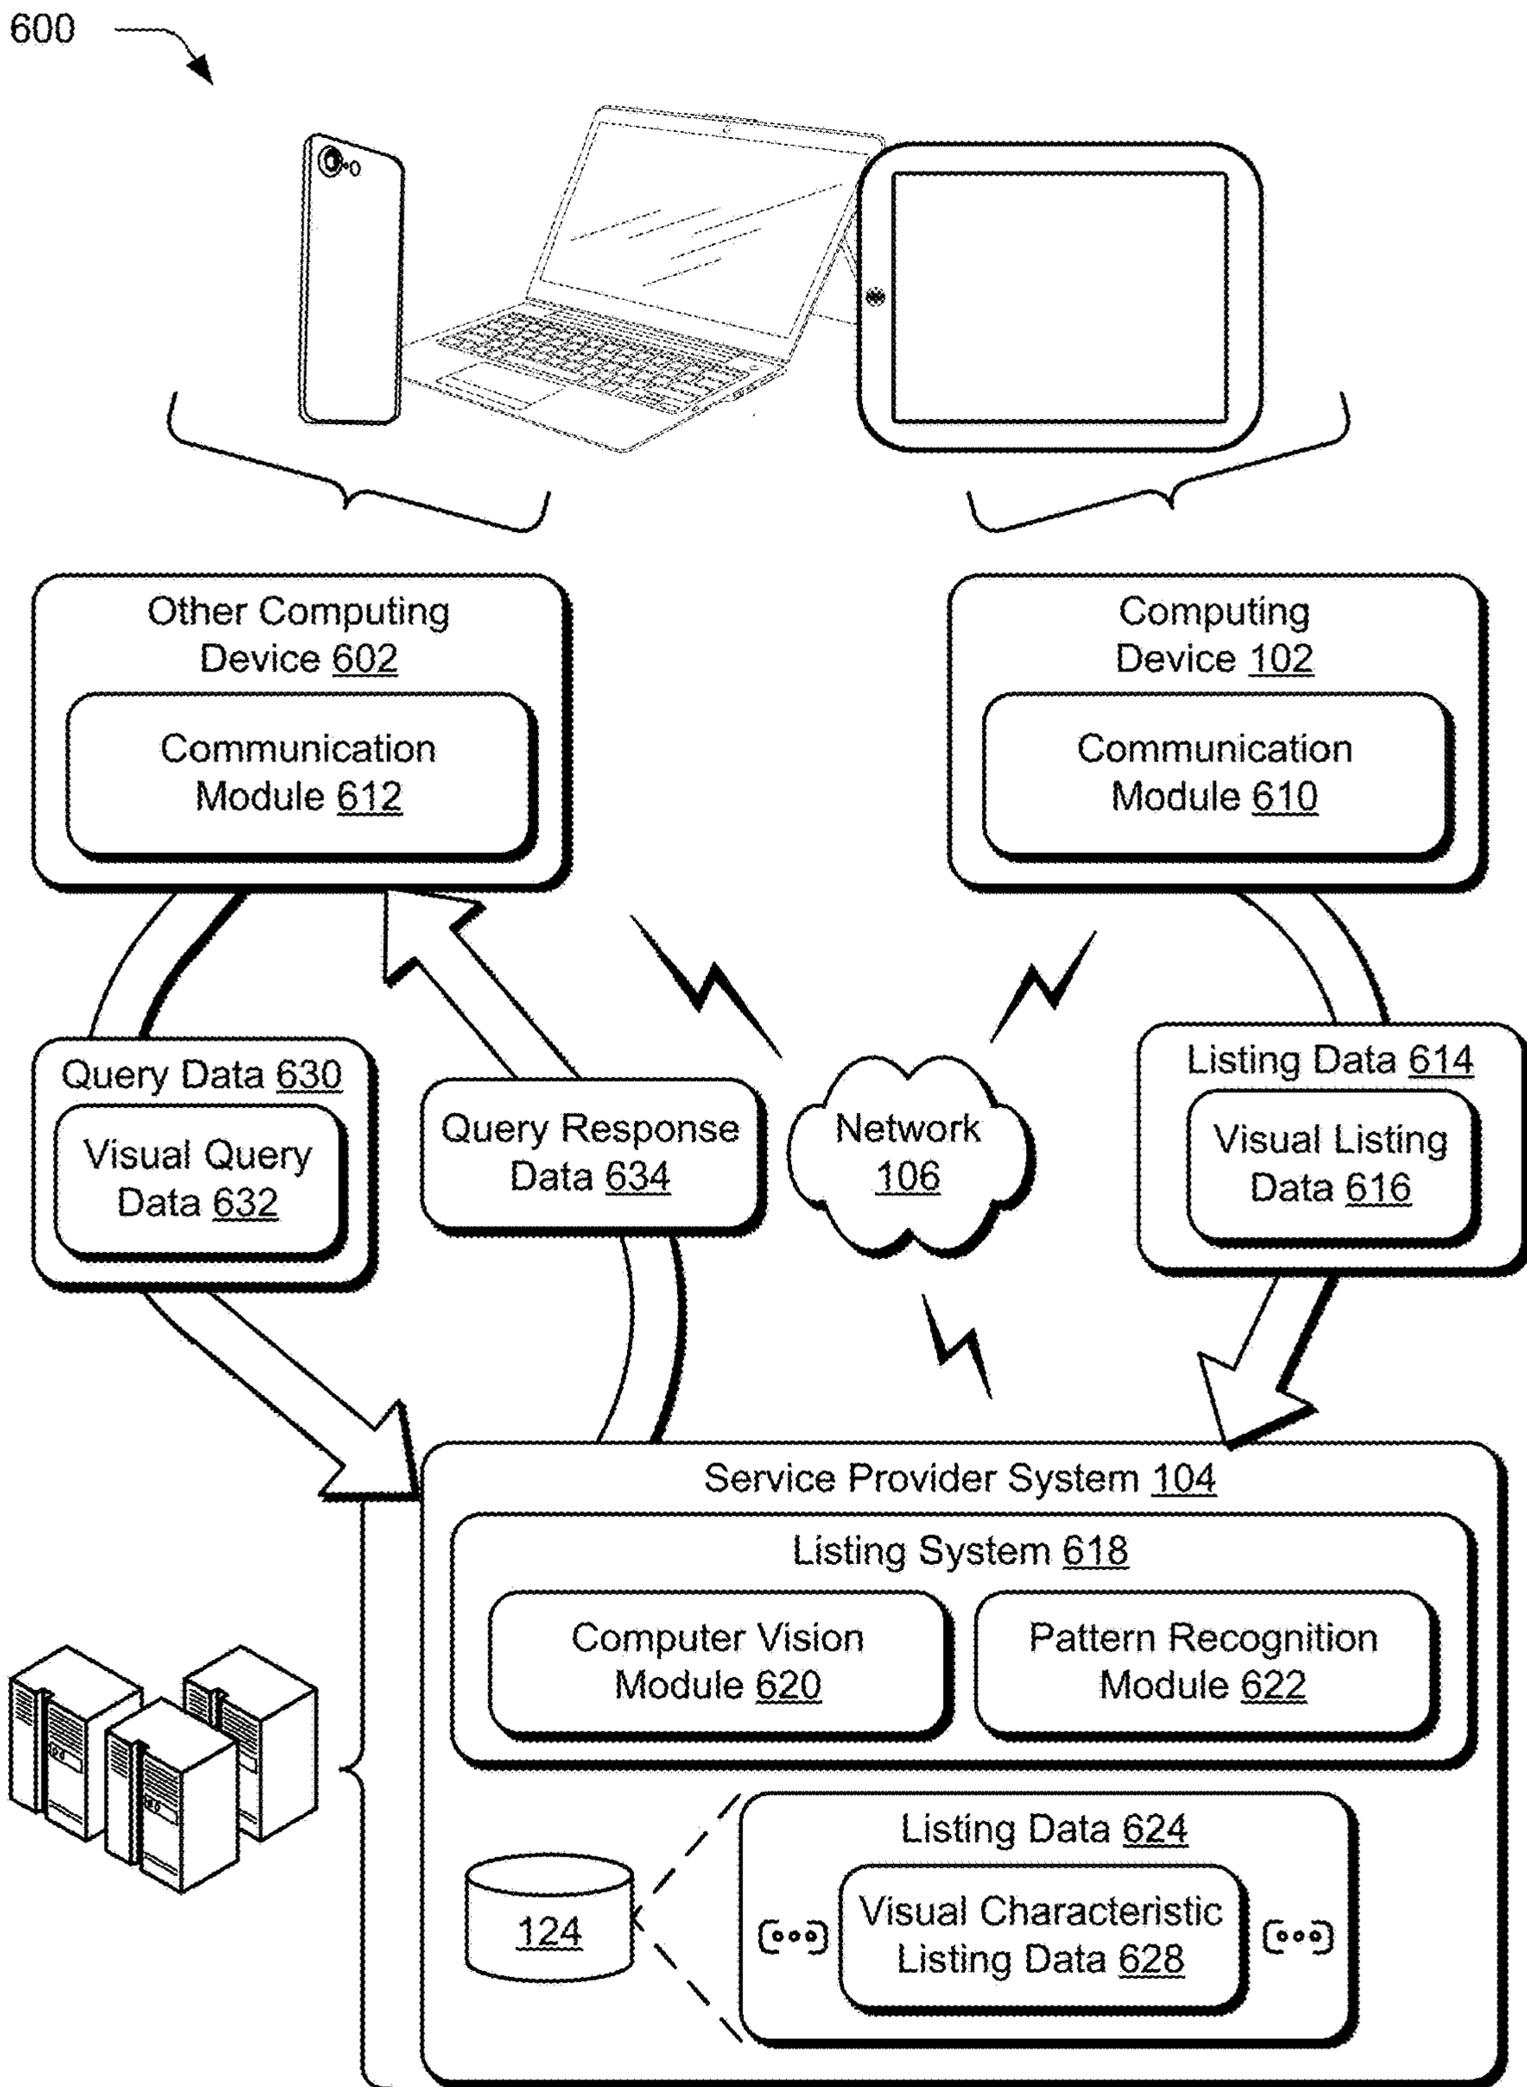 600
Other Computing
Device 602
Communication
Module 612
Computing
Device 102
Communication
Module 610
Query Data 630
Visual Query
Data 632
Query Response
Data 634
Network
106
Listing Data 614
Visual Listing
Data 616
Service Provider System 104
Listing System 618
Computer Vision
Module 620
Pattern Recognition
Module 622
124
Listing Data 624
Visual Characteristic
Listing Data 628